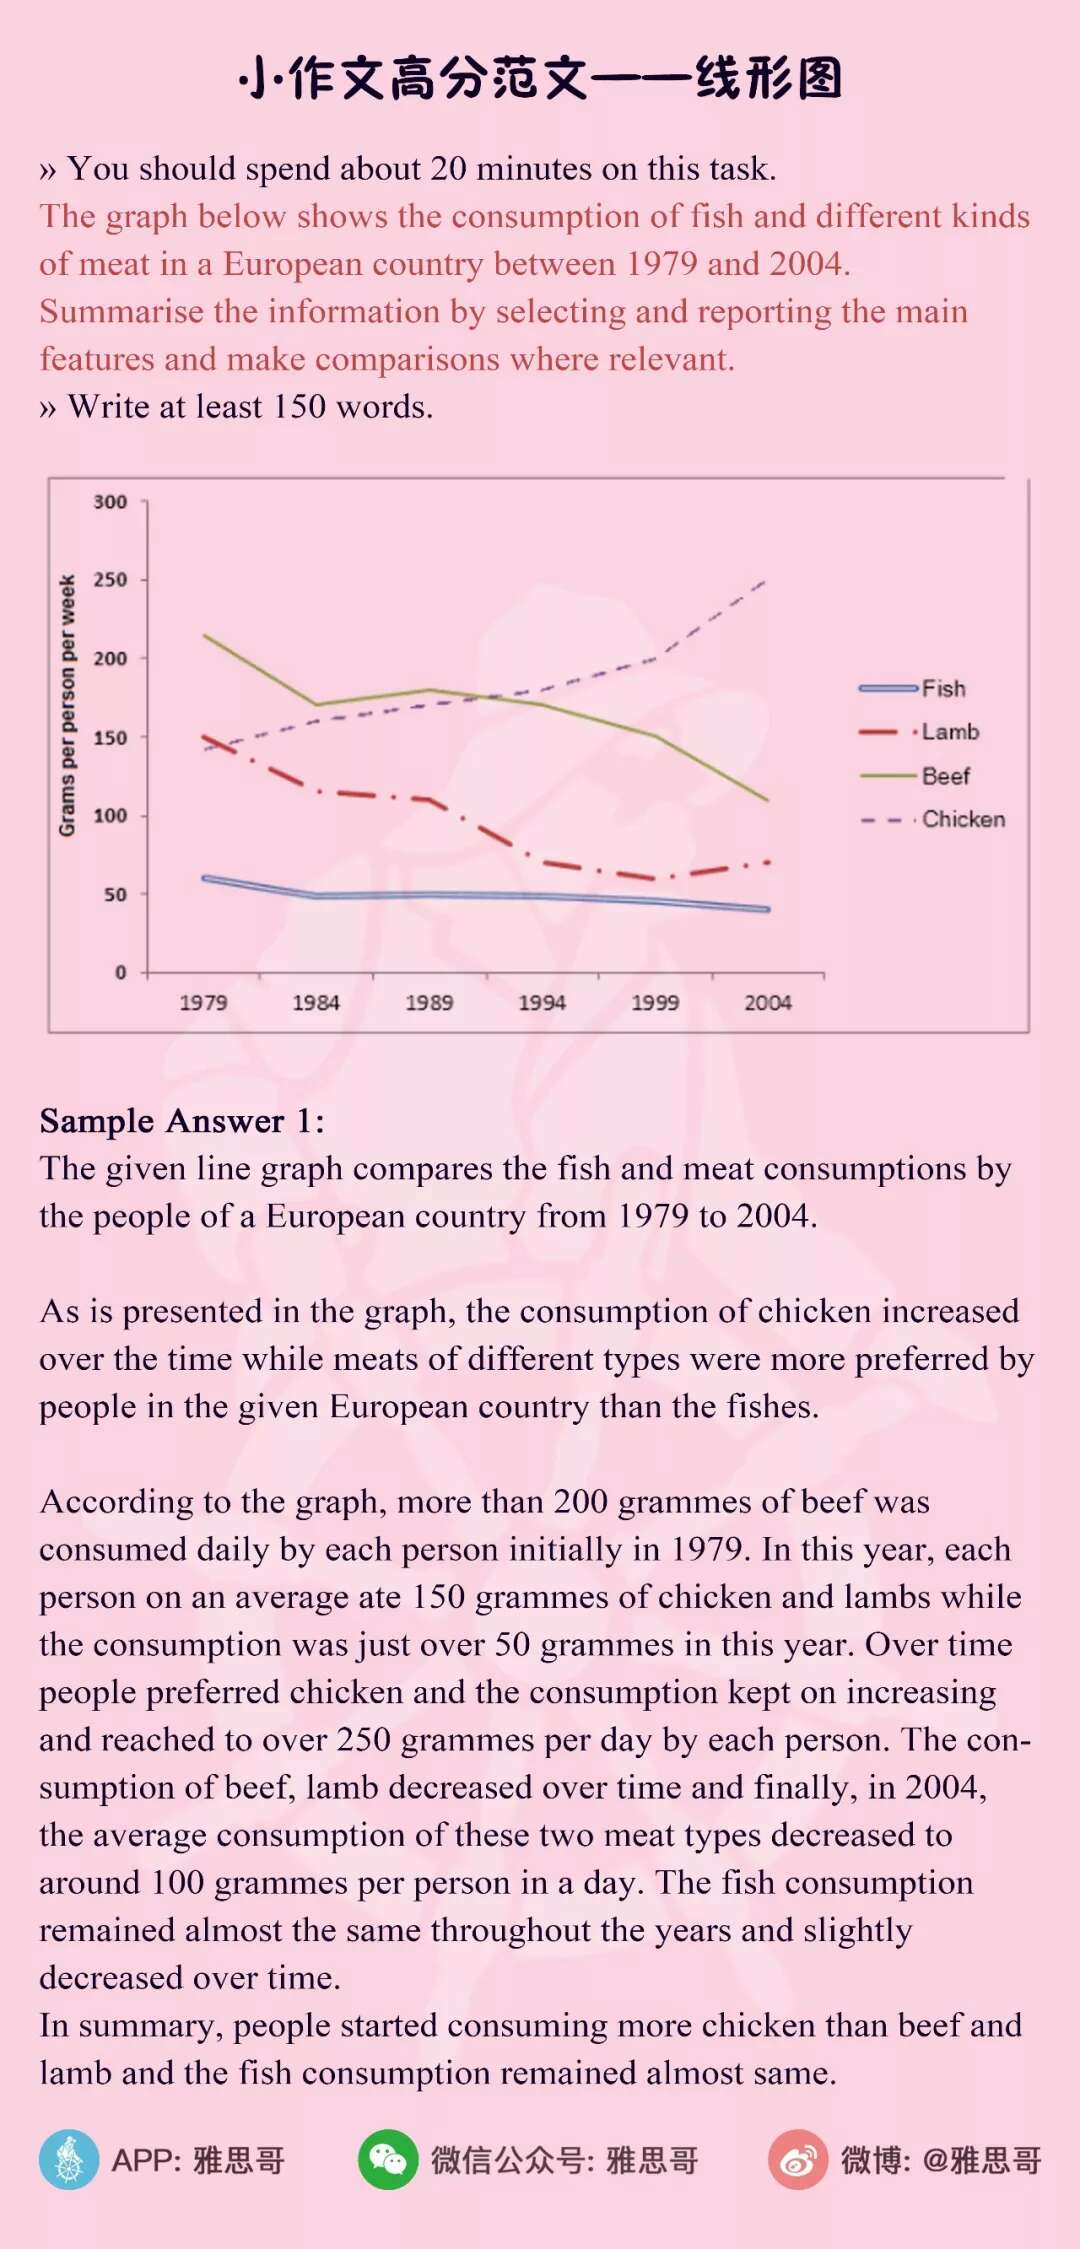 小作文高分范文——线形图
» You should spend about 20 minutes on this task.
The graph below shows the consumption of fish and different kinds
of meat in a European country between 1979 and 2004.
Summarise the information by selecting and reporting the main
features and make comparisons where relevant.
» Write at least 150 words.
300
250
200
150
100
50
0
Grams per person per week
1979 1984 1989 1994 1999 2004
Fish
Lamb
Beef
Chicken
Sample Answer 1:
The given line graph compares the fish and meat consumptions by
the people of a European country from 1979 to 2004.
As is presented in the graph, the consumption of chicken increased
over the time while meats of different types were more preferred by
people in the given European country than the fishes.
According to the graph, more than 200 grammes of beef was
consumed daily by each person initially in 1979. In this year, each
person on an average ate 150 grammes of chicken and lambs while
the consumption was just over 50 grammes in this year. Over time
people preferred chicken and the consumption kept on increasing
and reached to over 250 grammes per day by each person. The con-
sumption of beef, lamb decreased over time and finally, in 2004,
the average consumption of these two meat types decreased to
around 100 grammes per person in a day. The fish consumption
remained almost the same throughout the years and slightly
decreased over time.
In summary, people started consuming more chicken than beef and
lamb and the fish consumption remained almost same.
APP: 雅思哥 微信公众号: 雅思哥 微博: @雅思哥